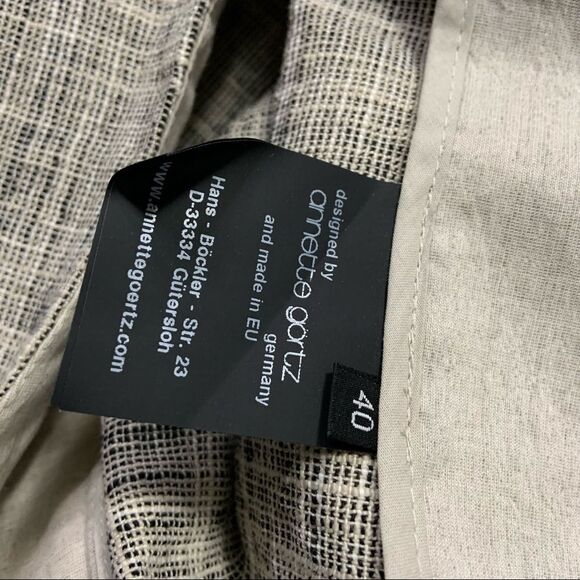 designed by
annette görtz
germany
and made in EU
Hans - Böckler - Str. 23
D-33334 Gütersloh
www.annettegoertz.com
40